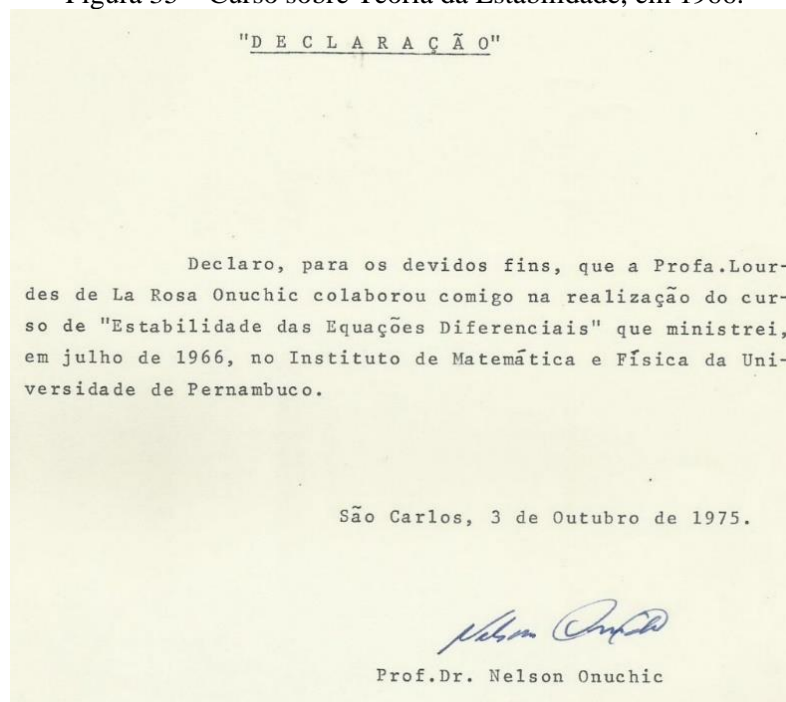 Figura 35 – Curso sobre Teoria da Estabilidade, em 1966.
"D E C L A R A Ç Ã O"
Declaro, para os devidos fins, que a Profa.Lour-
des de La Rosa Onuchic colaborou comigo na realização do cur-
so de "Estabilidade das Equações Diferenciais" que ministrei,
em julho de 1966, no Instituto de Matemática e Física da Uni-
versidade de Pernambuco.
São Carlos, 3 de Outubro de 1975.
Nelson Onuchic
Prof.Dr. Nelson Onuchic